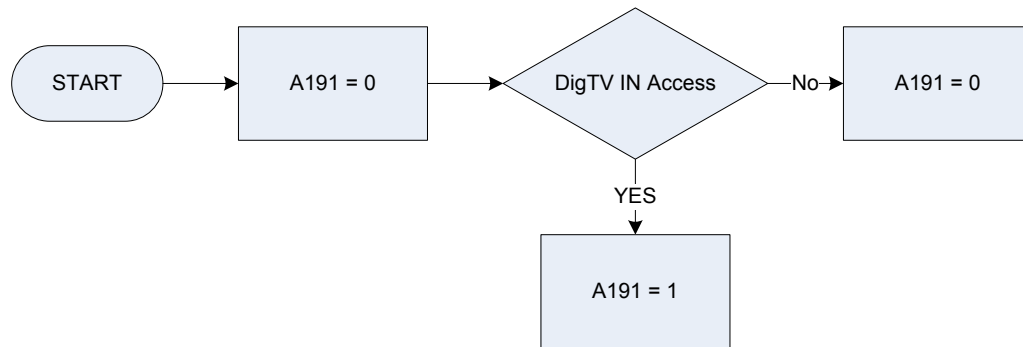 START
A191 = 0
DigTV IN Access
No
A191 = 0
YES
A191 = 1